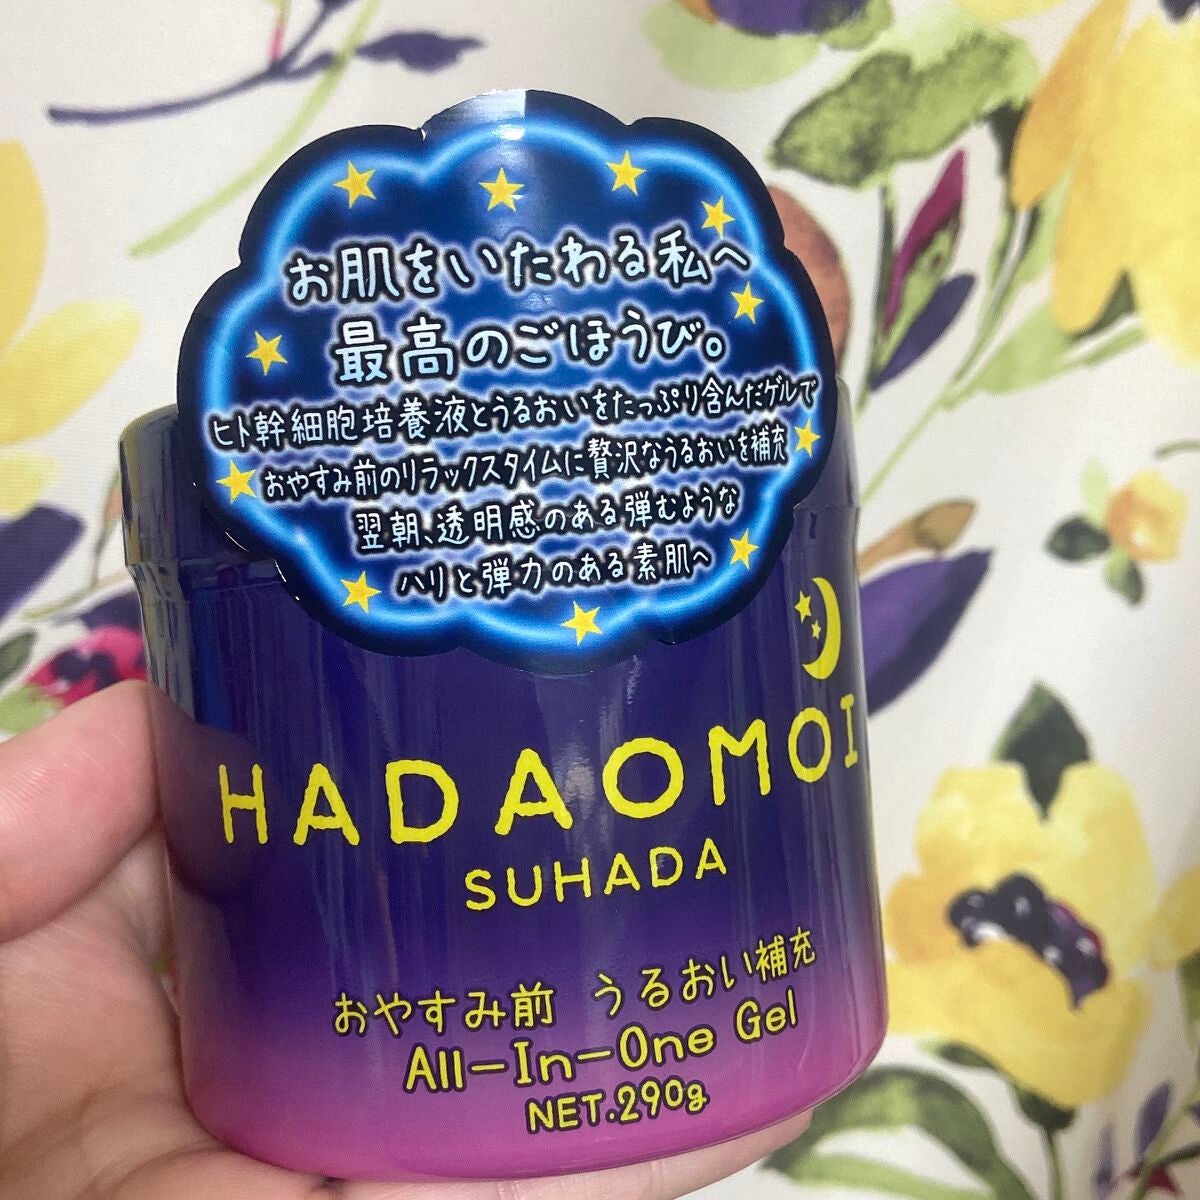 お肌をいたわる私へ
最高のごほうび。
ヒト幹細胞培養液とうるおいをたっぷり含んだゲルで
おやすみ前のリラックスタイムに贅沢なうるおいを補充
翌朝、透明感のある弾むような
ハリと弾力のある素肌へ
HADAOMOI
SUHADA
おやすみ前 うるおい補充
All-In-One Gel
NET.290g